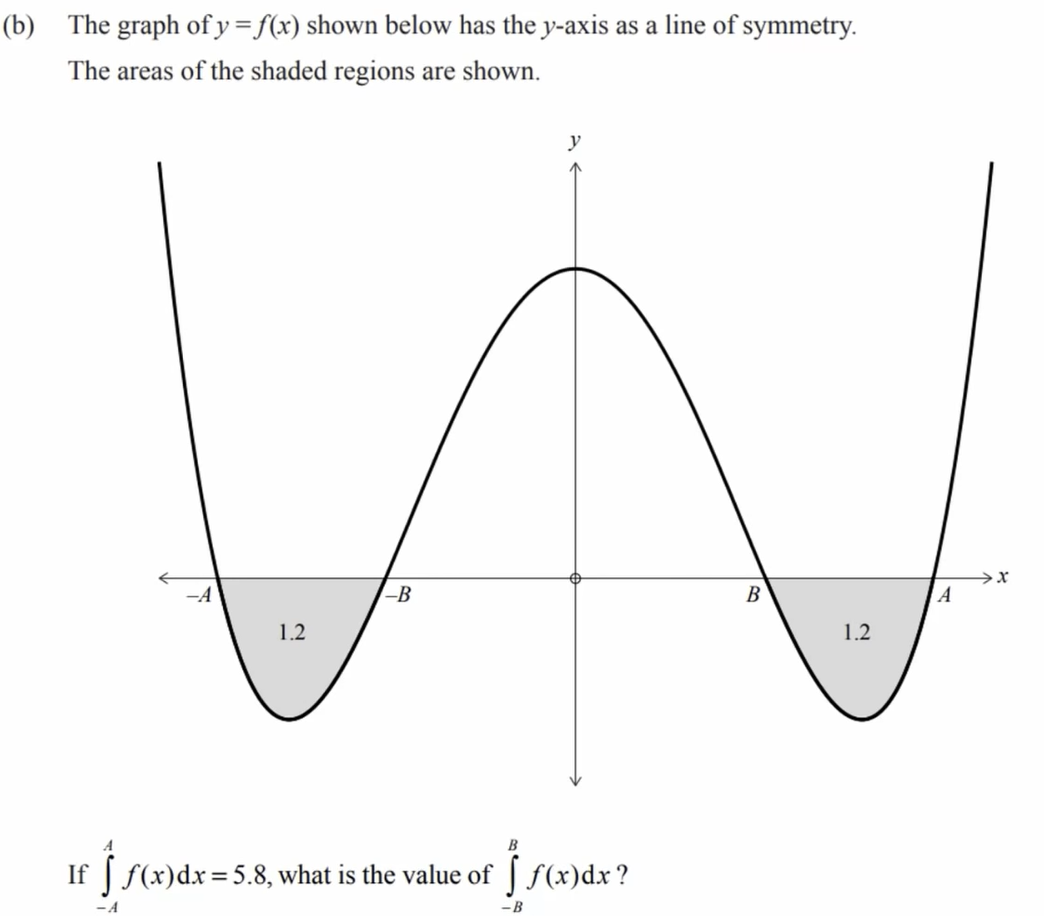 (b) The graph of y = f(x) shown below has the y-axis as a line of symmetry.
The areas of the shaded regions are shown.
y
x
–A
–B
B
A
1.2
1.2
If ∫_{-A}^{A} f(x)dx = 5.8, what is the value of ∫_{-B}^{B} f(x)dx ?